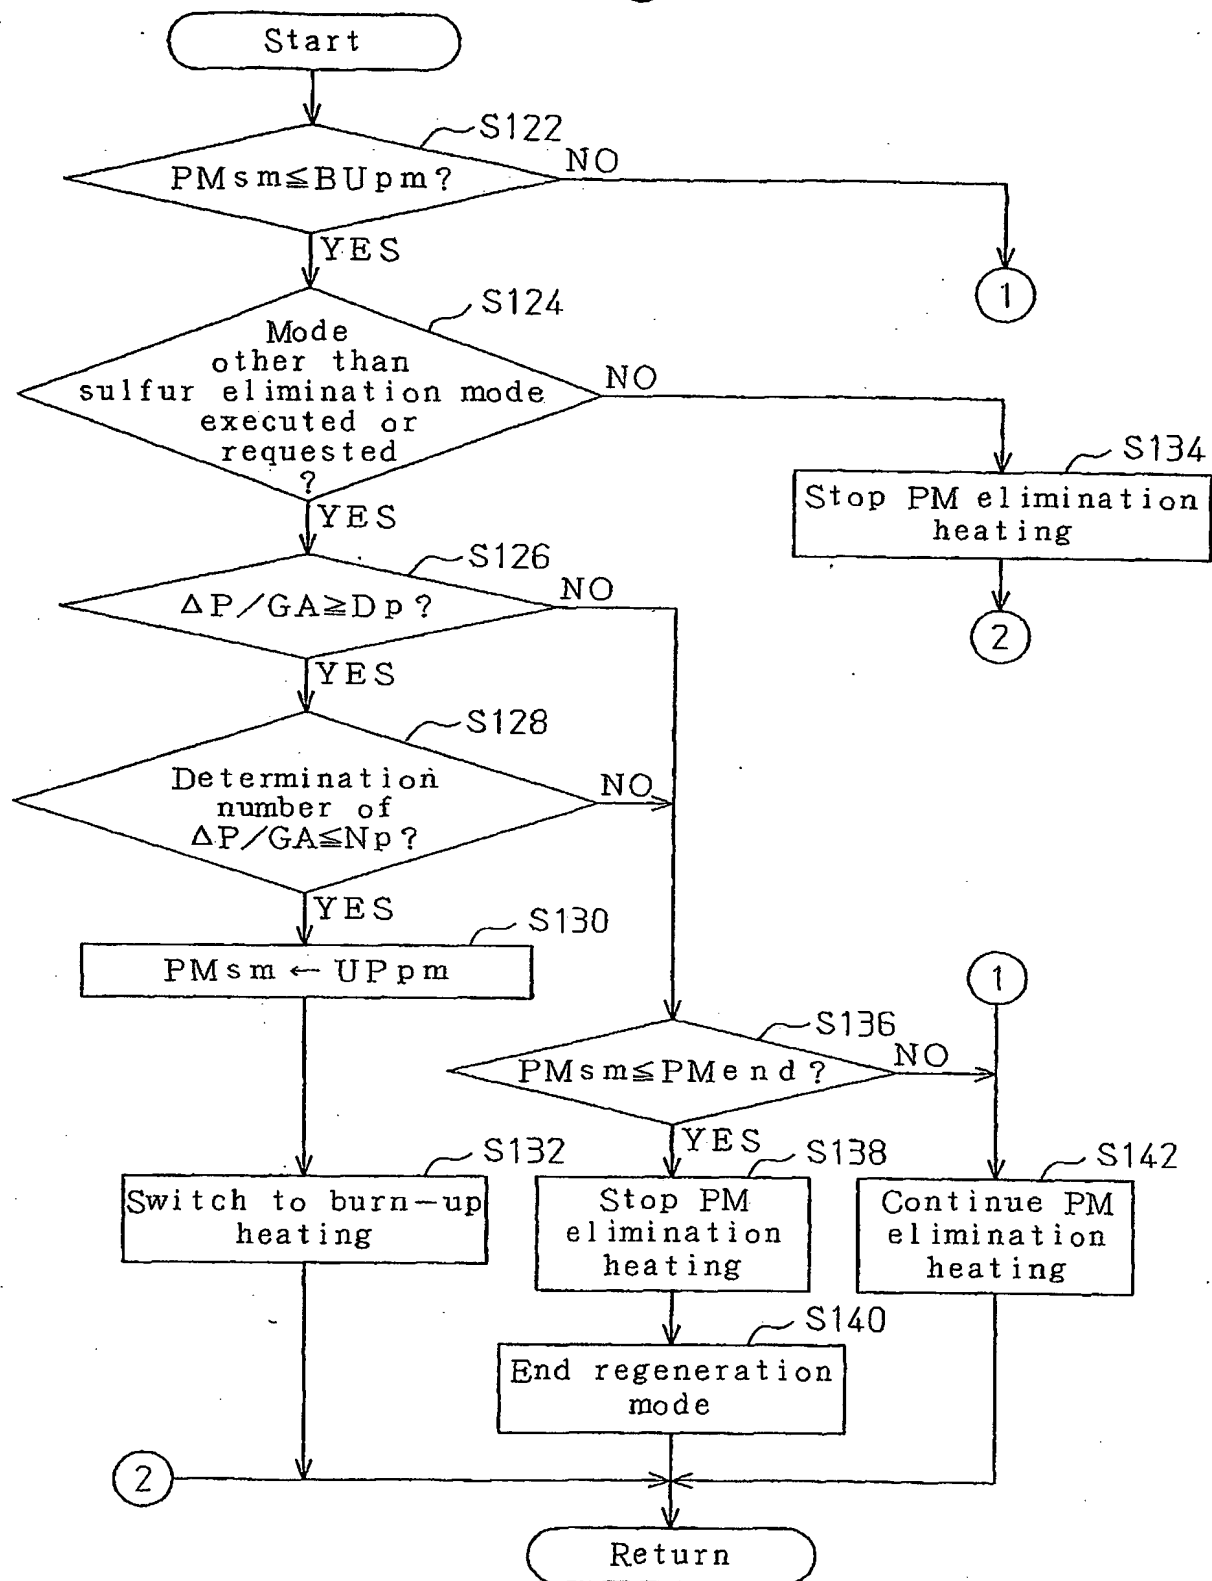 Start
S122
PMsm≦BUpm?
NO
YES
1
S124
Mode
other than
sulfur elimination mode
executed or
requested
?
NO
YES
S134
Stop PM elimination
heating
2
S126
ΔP/GA≧Dp?
NO
YES
S128
Determination
number of
ΔP/GA≦Np?
NO
YES
S130
PMsm ← UPpm
1
S136
PMsm≦PMend?
NO
YES
S132
Switch to burn-up
heating
S138
Stop PM
elimination
heating
S142
Continue PM
elimination
heating
S140
End regeneration
mode
2
Return